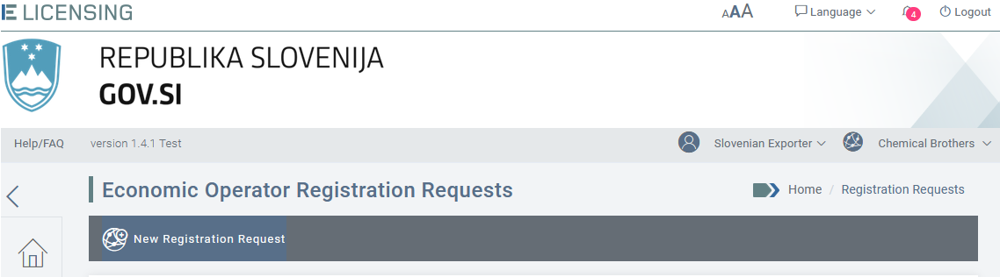 E LICENSING
AAA
Language
4
Logout
REPUBLIKA SLOVENIJA
GOV.SI
Help/FAQ
version 1.4.1 Test
Slovenian Exporter
Chemical Brothers
Economic Operator Registration Requests
Home / Registration Requests
New Registration Request